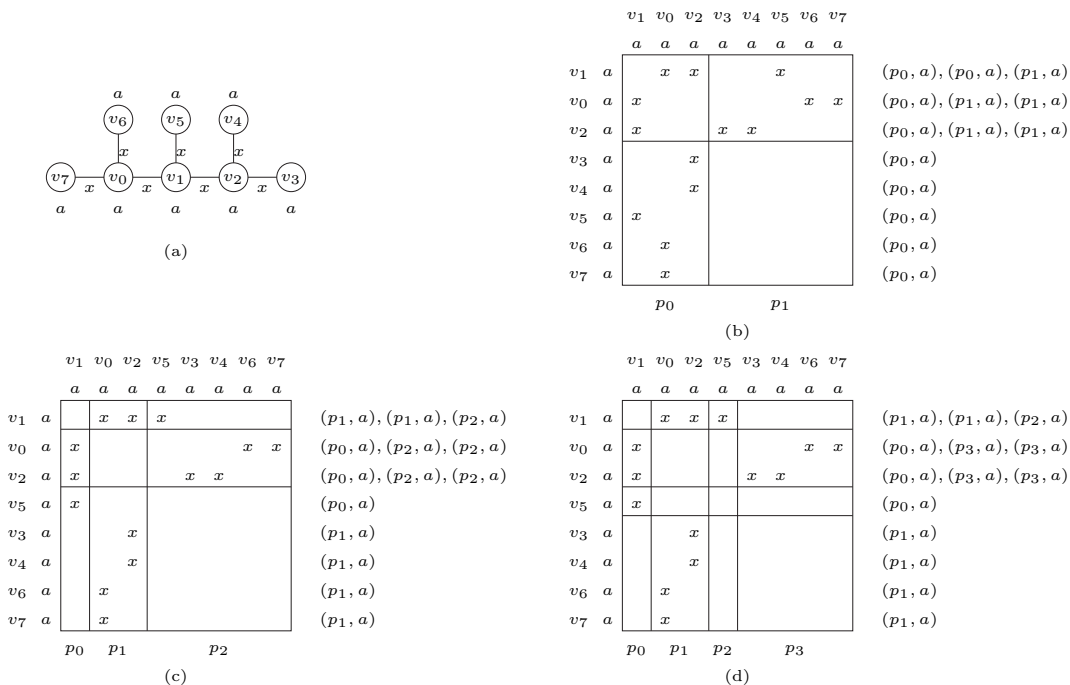 a a a
v6 v5 v4
x x x
v7 x v0 x v1 x v2 x v3
a a a a a
(a)
v1 v0 v2 v3 v4 v5 v6 v7
a a a a a a a a
v1 a x x x (p0, a), (p0, a), (p1, a)
v0 a x x x (p0, a), (p1, a), (p1, a)
v2 a x x x (p0, a), (p1, a), (p1, a)
v3 a x (p0, a)
v4 a x (p0, a)
v5 a x (p0, a)
v6 a x (p0, a)
v7 a x (p0, a)
p0 p1
(b)
v1 v0 v2 v5 v3 v4 v6 v7
a a a a a a a a
v1 a x x x (p1, a), (p1, a), (p2, a)
v0 a x x x (p0, a), (p2, a), (p2, a)
v2 a x x x (p0, a), (p2, a), (p2, a)
v5 a x (p0, a)
v3 a x (p1, a)
v4 a x (p1, a)
v6 a x (p1, a)
v7 a x (p1, a)
p0 p1 p2
(c)
v1 v0 v2 v5 v3 v4 v6 v7
a a a a a a a a
v1 a x x x (p1, a), (p1, a), (p2, a)
v0 a x x x (p0, a), (p3, a), (p3, a)
v2 a x x x (p0, a), (p3, a), (p3, a)
v5 a x (p0, a)
v3 a x (p1, a)
v4 a x (p1, a)
v6 a x (p1, a)
v7 a x (p1, a)
p0 p1 p2 p3
(d)